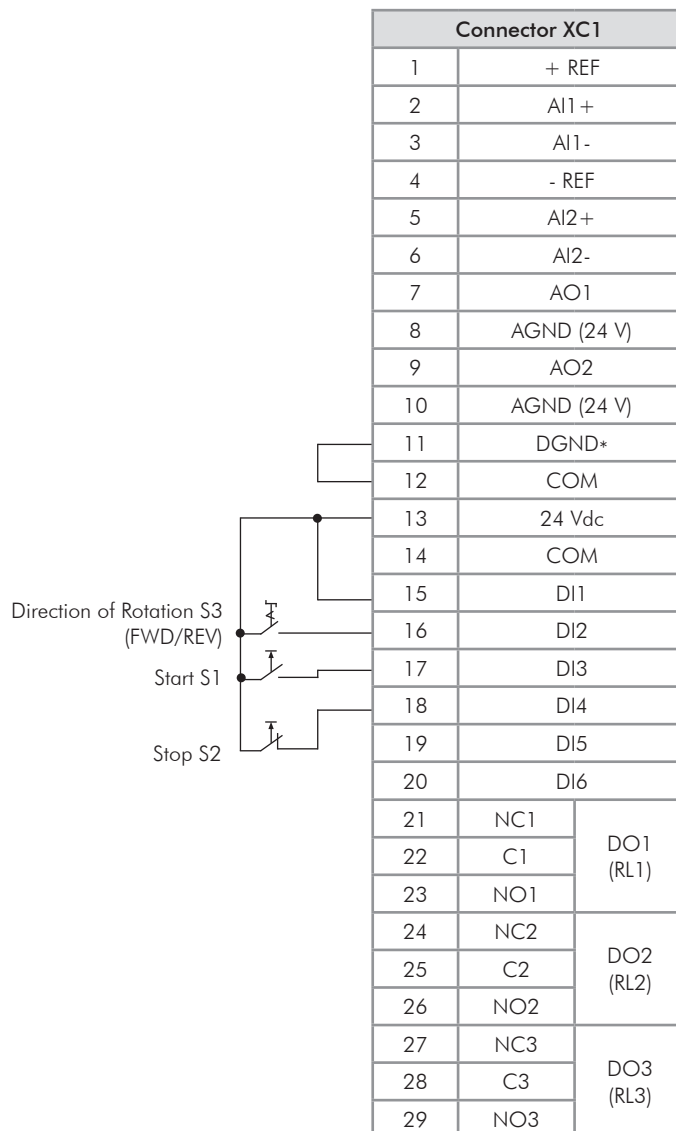 Connector XC1
1 + REF
2 AI1+
3 AI1-
4 - REF
5 AI2+
6 AI2-
7 AO1
8 AGND (24 V)
9 AO2
10 AGND (24 V)
11 DGND*
12 COM
13 24 Vdc
14 COM
15 DI1
Direction of Rotation S3
(FWD/REV)
16 DI2
Start S1
17 DI3
18 DI4
Stop S2
19 DI5
20 DI6
21 NC1
22 C1
23 NO1
DO1
(RL1)
24 NC2
25 C2
26 NO2
DO2
(RL2)
27 NC3
28 C3
29 NO3
DO3
(RL3)